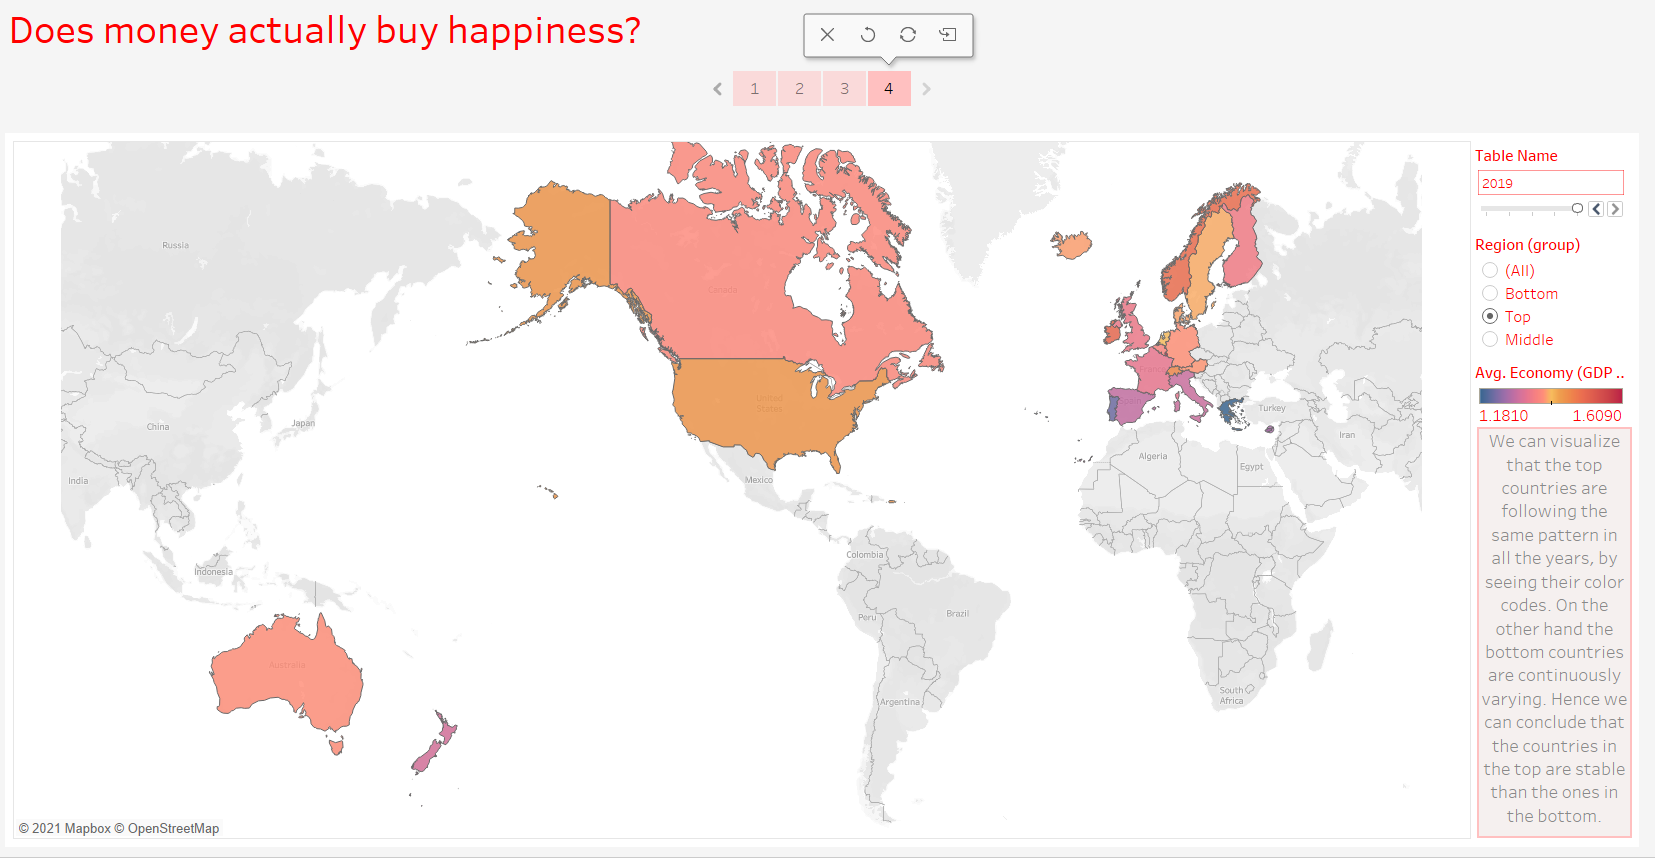 Does money actually buy happiness?
1 2 3 4
Table Name
2019
Region (group)
(All)
Bottom
Top
Middle
Avg. Economy (GDP ..
1.1810 1.6090
We can visualize
that the top
countries are
following the
same pattern in
all the years, by
seeing their color
codes. On the
other hand the
bottom countries
are continuously
varying. Hence we
can conclude that
the countries in
the top are stable
than the ones in
the bottom.
Russia
Canada
United
States
China
Japan
Turkey
Iran
Algeria
Egypt
India
Mexico
Colombia
Indonesia
Brazil
Peru
Australia
South
Africa
Argentina
France
Spain
© 2021 Mapbox © OpenStreetMap